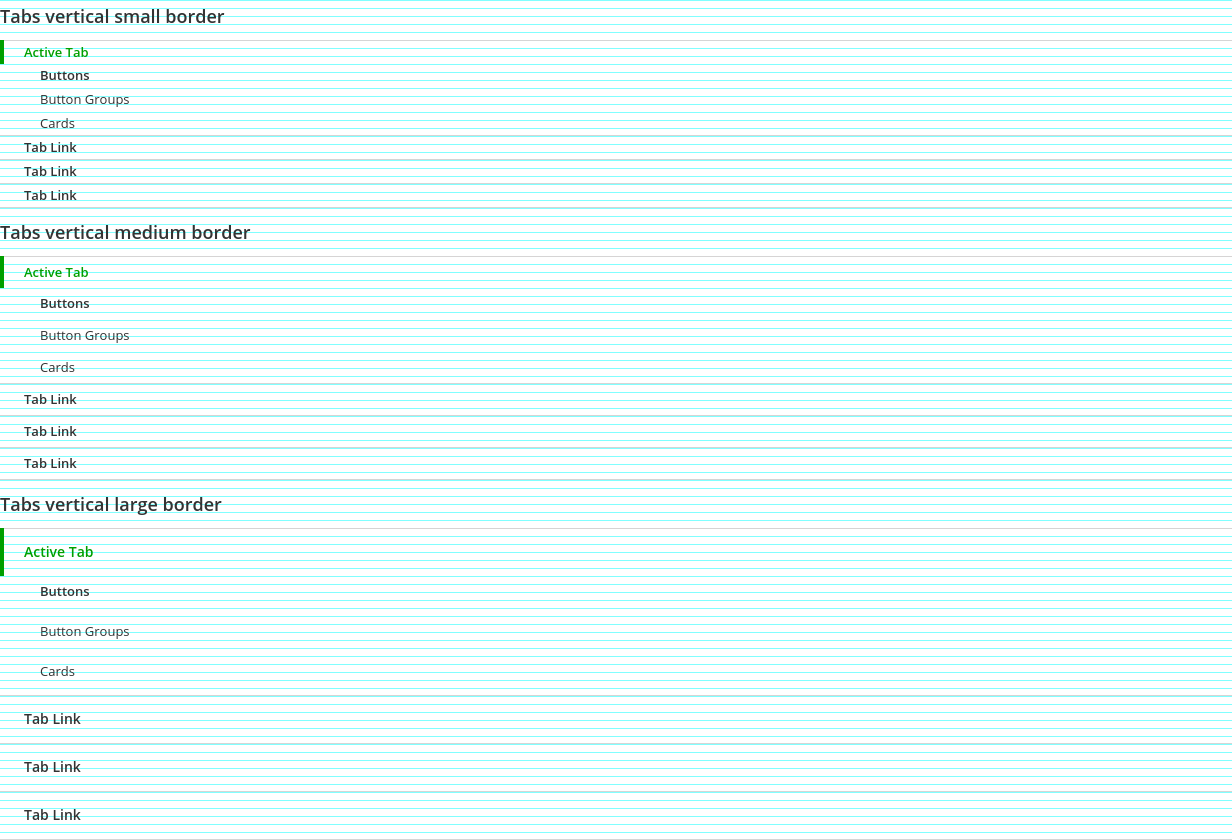 Tabs vertical small border
Active Tab
Buttons
Button Groups
Cards
Tab Link
Tab Link
Tab Link
Tabs vertical medium border
Active Tab
Buttons
Button Groups
Cards
Tab Link
Tab Link
Tab Link
Tabs vertical large border
Active Tab
Buttons
Button Groups
Cards
Tab Link
Tab Link
Tab Link